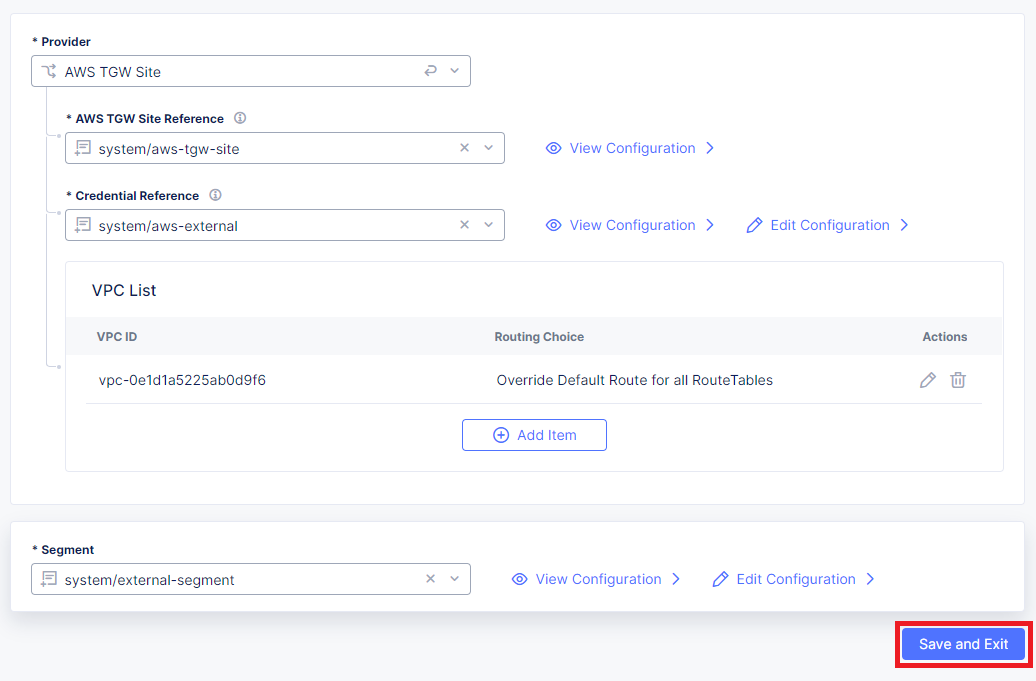 * Provider
AWS TGW Site
* AWS TGW Site Reference
system/aws-tgw-site
View Configuration
* Credential Reference
system/aws-external
View Configuration
Edit Configuration
VPC List
VPC ID Routing Choice Actions
vpc-0e1d1a5225ab0d9f6 Override Default Route for all RouteTables
Add Item
* Segment
system/external-segment
View Configuration
Edit Configuration
Save and Exit